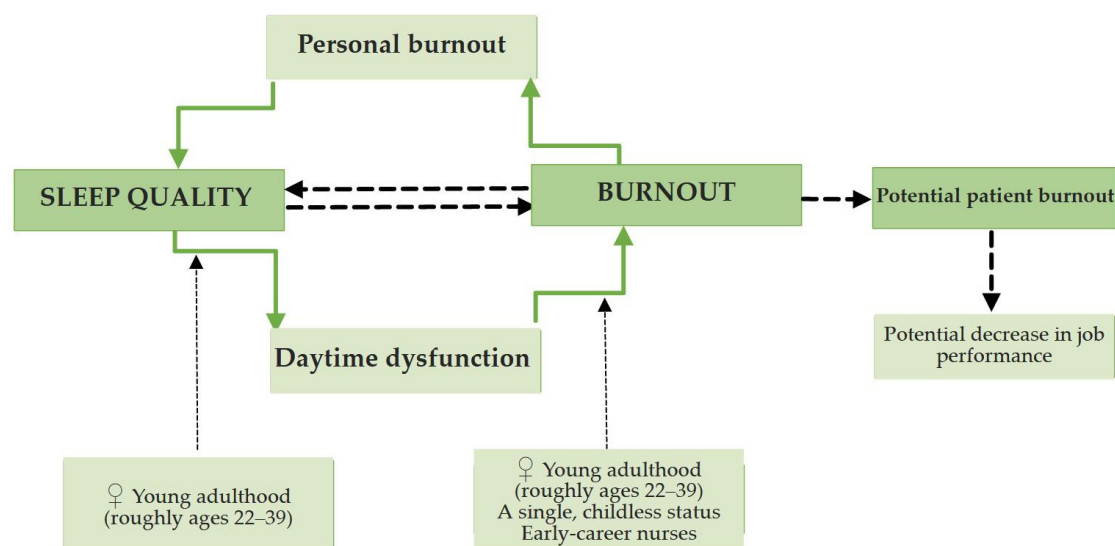 Personal burnout
SLEEP QUALITY
BURNOUT
Potential patient burnout
Daytime dysfunction
Potential decrease in job
performance
♀ Young adulthood
(roughly ages 22–39)
♀ Young adulthood
(roughly ages 22–39)
A single, childless status
Early-career nurses